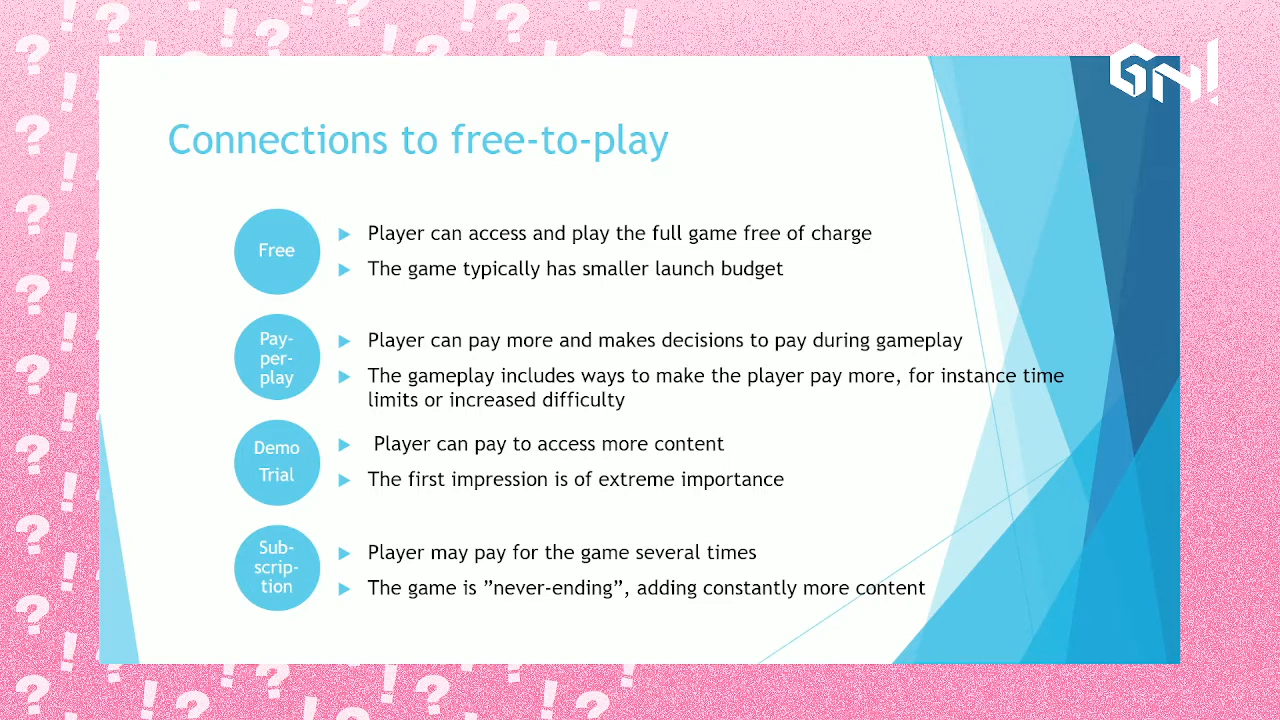 GN!
Connections to free-to-play
Free
Player can access and play the full game free of charge
The game typically has smaller launch budget
Pay-
per-
play
Player can pay more and makes decisions to pay during gameplay
The gameplay includes ways to make the player pay more, for instance time
limits or increased difficulty
Demo
Trial
Player can pay to access more content
The first impression is of extreme importance
Sub-
scrip-
tion
Player may pay for the game several times
The game is ”never-ending”, adding constantly more content